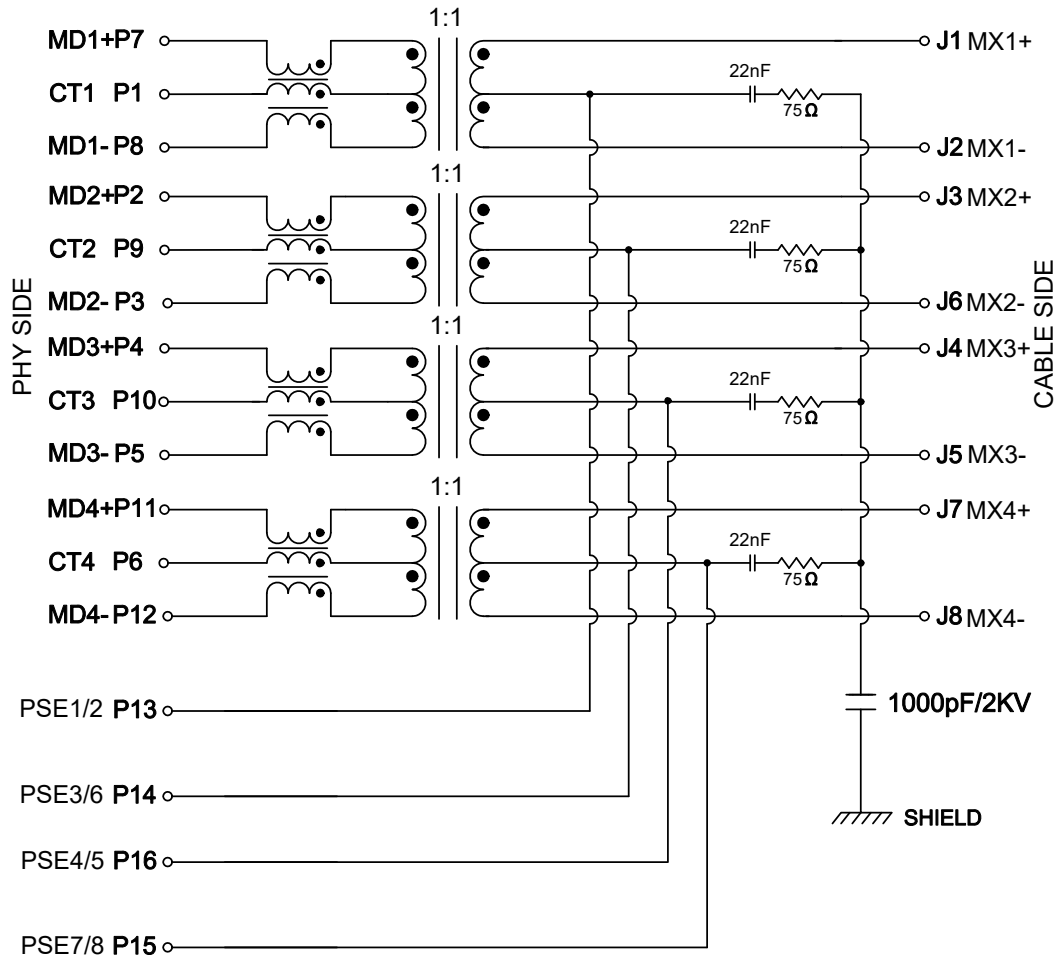 1:1
MD1+P7
J1 MX1+
22nF
CT1 P1
75Ω
MD1- P8
J2 MX1-
1:1
MD2+P2
J3 MX2+
22nF
CT2 P9
75Ω
MD2- P3
J6 MX2-
PHY SIDE
CABLE SIDE
1:1
MD3+P4
J4 MX3+
22nF
CT3 P10
75Ω
MD3- P5
J5 MX3-
1:1
MD4+P11
J7 MX4+
22nF
CT4 P6
75Ω
MD4- P12
J8 MX4-
PSE1/2 P13
1000pF/2KV
PSE3/6 P14
SHIELD
PSE4/5 P16
PSE7/8 P15